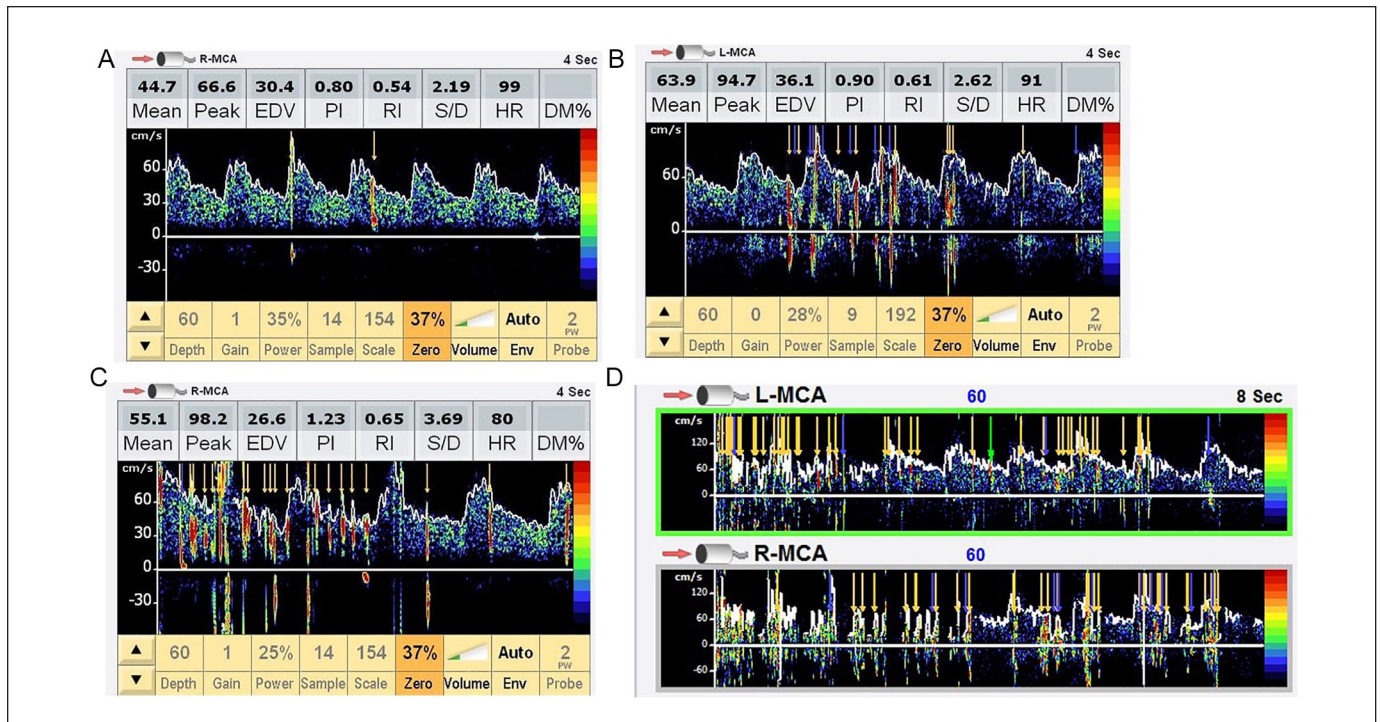 A
R-MCA
4 Sec
44.7 66.6 30.4 0.80 0.54 2.19 99
Mean Peak EDV PI RI S/D HR DM%
cm/s
60
30
0
-30
60 1 35% 14 154 37% Auto 2
PW
Depth Gain Power Sample Scale Zero Volume Env Probe
B
L-MCA
4 Sec
63.9 94.7 36.1 0.90 0.61 2.62 91
Mean Peak EDV PI RI S/D HR DM%
cm/s
60
0
60 0 28% 9 192 37% Auto 2
PW
Depth Gain Power Sample Scale Zero Volume Env Probe
C
R-MCA
4 Sec
55.1 98.2 26.6 1.23 0.65 3.69 80
Mean Peak EDV PI RI S/D HR DM%
cm/s
60
30
0
-30
60 1 25% 14 154 37% Auto 2
PW
Depth Gain Power Sample Scale Zero Volume Env Probe
D
L-MCA 60 8 Sec
cm/s
120
60
0
R-MCA 60
cm/s
120
60
0
-60